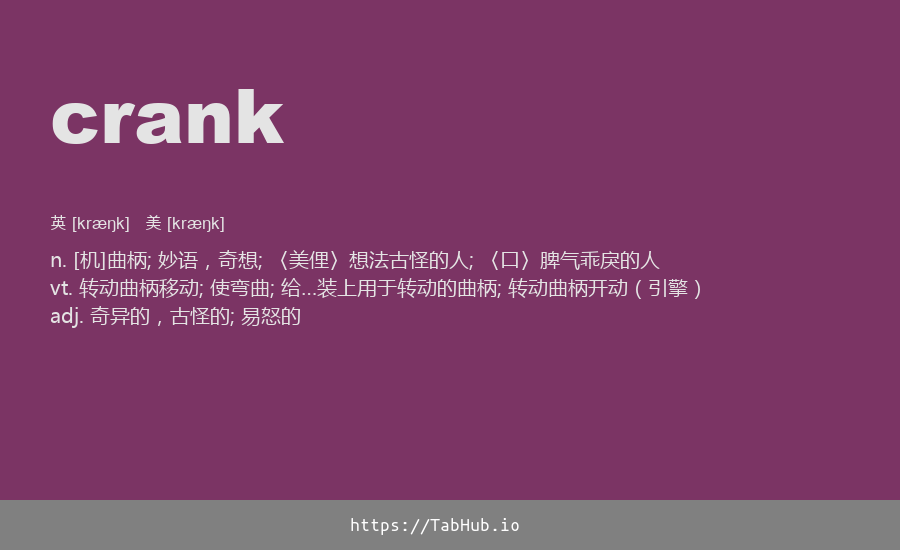 crank
英 [kræŋk] 美 [kræŋk]
n. [机]曲柄; 妙语，奇想; 〈美俚〉想法古怪的人; 〈口〉脾气乖戾的人
vt. 转动曲柄移动; 使弯曲; 给…装上用于转动的曲柄; 转动曲柄开动（引擎）
adj. 奇异的，古怪的; 易怒的
https://TabHub.io